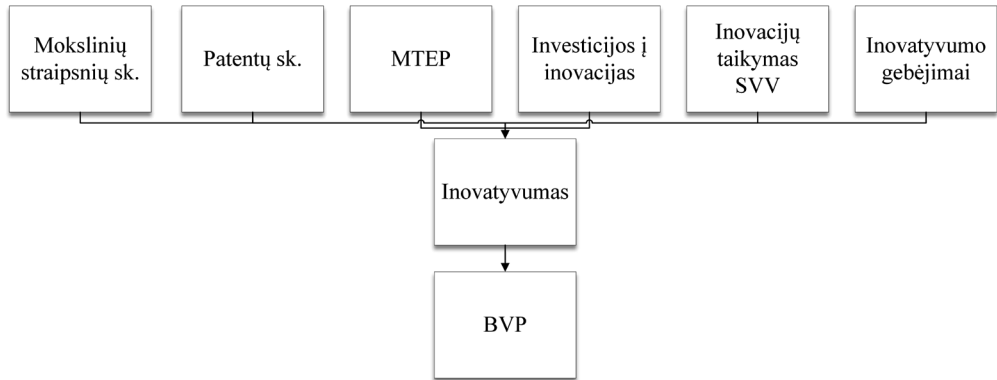 Mokslinių
straipsnių sk.
Patentų sk.
MTEP
Investicijos į
inovacijas
Inovacijų
taikymas
SVV
Inovatyvumo
gebėjimai
Inovatyvumas
BVP